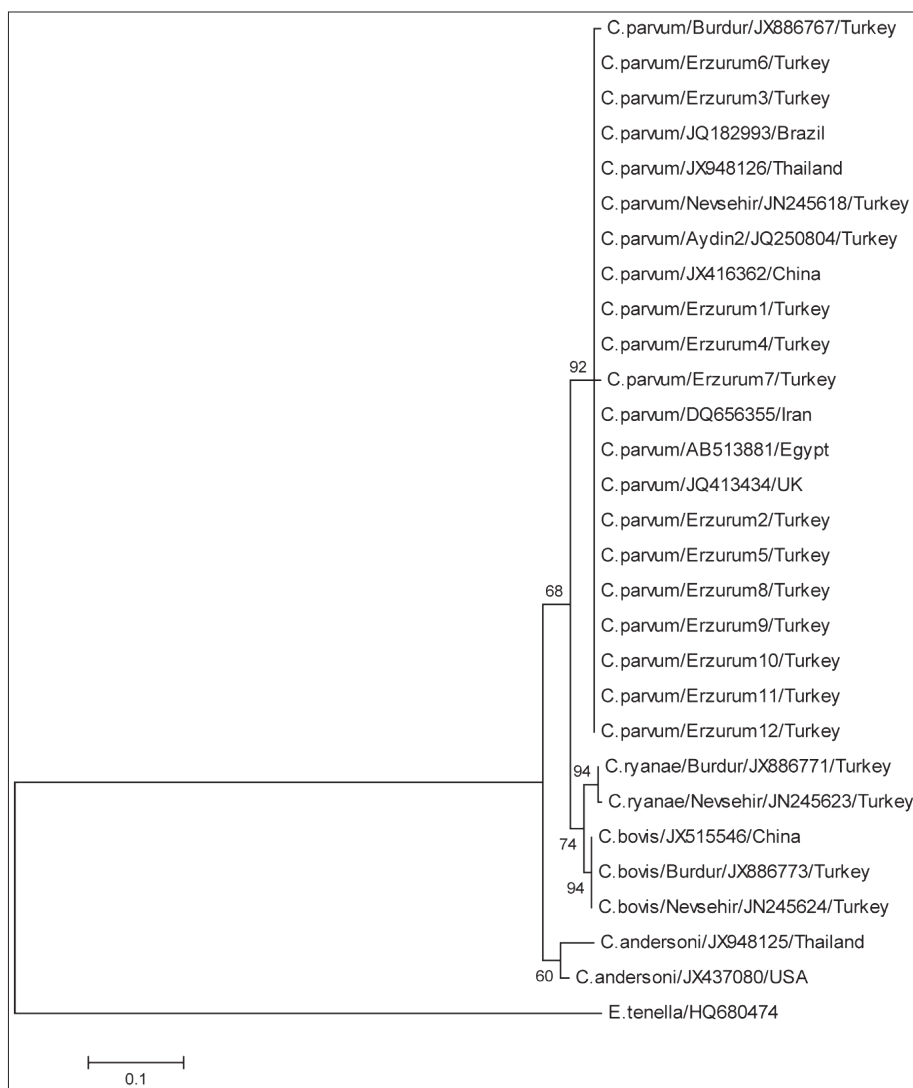 C.parvum/Burdur/JX886767/Turkey
C.parvum/Erzurum6/Turkey
C.parvum/Erzurum3/Turkey
C.parvum/JQ182993/Brazil
C.parvum/JX948126/Thailand
C.parvum/Nevsehir/JN245618/Turkey
C.parvum/Aydin2/JQ250804/Turkey
C.parvum/JX416362/China
C.parvum/Erzurum1/Turkey
C.parvum/Erzurum4/Turkey
92
C.parvum/Erzurum7/Turkey
C.parvum/DQ656355/Iran
C.parvum/AB513881/Egypt
C.parvum/JQ413434/UK
C.parvum/Erzurum2/Turkey
C.parvum/Erzurum5/Turkey
68
C.parvum/Erzurum8/Turkey
C.parvum/Erzurum9/Turkey
C.parvum/Erzurum10/Turkey
C.parvum/Erzurum11/Turkey
C.parvum/Erzurum12/Turkey
94
C.ryanae/Burdur/JX886771/Turkey
C.ryanae/Nevsehir/JN245623/Turkey
74
C.bovis/JX515546/China
C.bovis/Burdur/JX886773/Turkey
94
C.bovis/Nevsehir/JN245624/Turkey
C.andersoni/JX948125/Thailand
60
C.andersoni/JX437080/USA
E.tenella/HQ680474
0.1